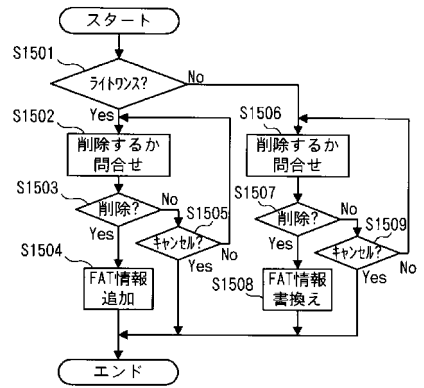 スタート
S1501
ライトワンス?
No
Yes
S1502
削除するか
問合せ
S1503
削除?
No
Yes
S1505
キャンセル?
No
Yes
S1504
FAT情報
追加
S1506
削除するか
問合せ
S1507
削除?
No
Yes
S1509
キャンセル?
No
Yes
S1508
FAT情報
書換え
エンド